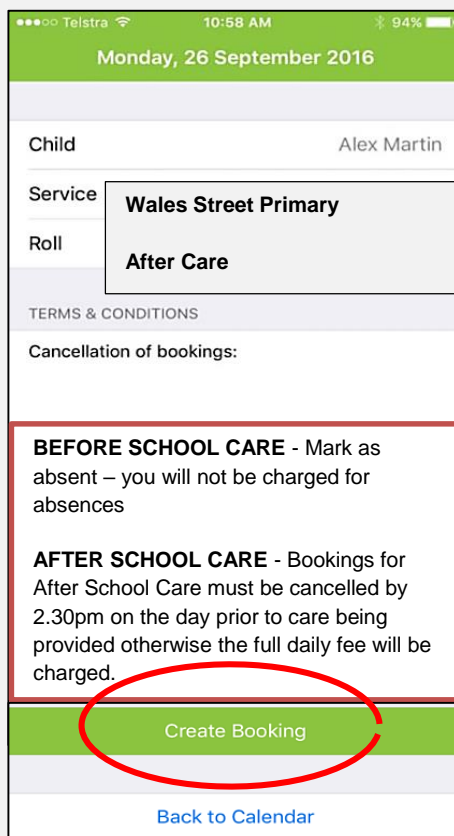 Telstra 10:58 AM 94%
Monday, 26 September 2016
Child Alex Martin
Service Wales Street Primary
Roll After Care
TERMS & CONDITIONS
Cancellation of bookings:
BEFORE SCHOOL CARE - Mark as
absent – you will not be charged for
absences
AFTER SCHOOL CARE - Bookings for
After School Care must be cancelled by
2.30pm on the day prior to care being
provided otherwise the full daily fee will be
charged.
Create Booking
Back to Calendar